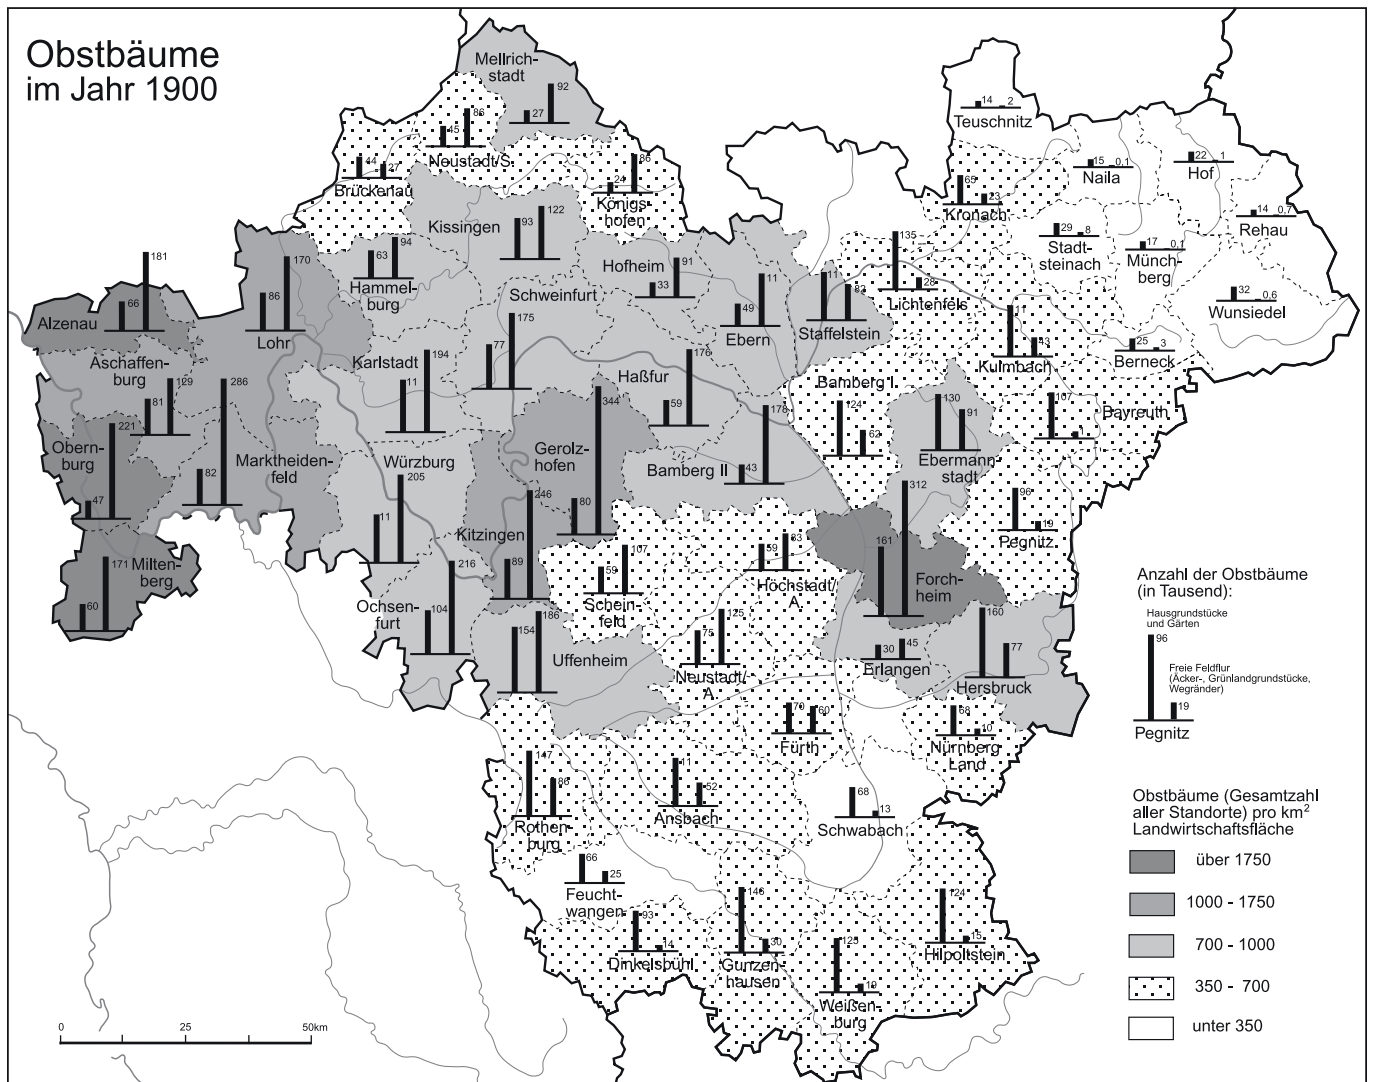 Obstbäume
im Jahr 1900
Mellrich-
stadt
27
92
45
86
Neustadt/S.
44
27
Brückenau
24
86
Königs-
hofen
Kissingen
93
122
63
94
Hammel-
burg
Hofheim
33
91
Schweinfurt
77
175
49
11
Ebern
11
82
Staffelstein
135
28
Lichtenfels
14
2
Teuschnitz
65
23
Kronach
15
0,1
Naila
22
1
Hof
14
0,7
Rehau
29
8
Stadt-
steinach
17
0,1
Münch-
berg
32
0,6
Wunsiedel
25
3
Berneck
11
43
Kulmbach
107
1
Bayreuth
181
66
Alzenau
86
170
Lohr
Aschaffen-
burg
81
129
82
286
Marktheiden-
feld
Obern-
burg
47
221
60
171
Milten-
berg
Karlstadt
11
194
Würzburg
11
205
Haßfur
59
176
Gerolz-
hofen
80
344
Bamberg II
43
178
Bamberg I
124
62
130
91
Ebermann-
stadt
96
19
Pegnitz
Kitzingen
89
246
Ochsen-
furt
104
216
Uffenheim
154
186
59
107
Schein-
feld
59
83
Höchstadt/
A.
161
312
Forch-
heim
75
125
Neustadt/
A
30
45
Erlangen
160
77
Hersbruck
70
60
Fürth
68
10
Nürnberg
Land
147
86
Rothen-
burg
11
52
Ansbach
68
13
Schwabach
66
25
Feucht-
wangen
93
14
Dinkelsbühl
146
30
Gunzen-
hausen
125
19
Weißen-
burg
124
15
Hilpoltstein
Anzahl der Obstbäume
(in Tausend):
Hausgrundstücke
und Gärten
96
Freie Feldflur
(Äcker-, Grünlandgrundstücke,
Wegränder)
19
Pegnitz
Obstbäume (Gesamtzahl
aller Standorte) pro km²
Landwirtschaftsfläche
über 1750
1000 - 1750
700 - 1000
350 - 700
unter 350
0
25
50km